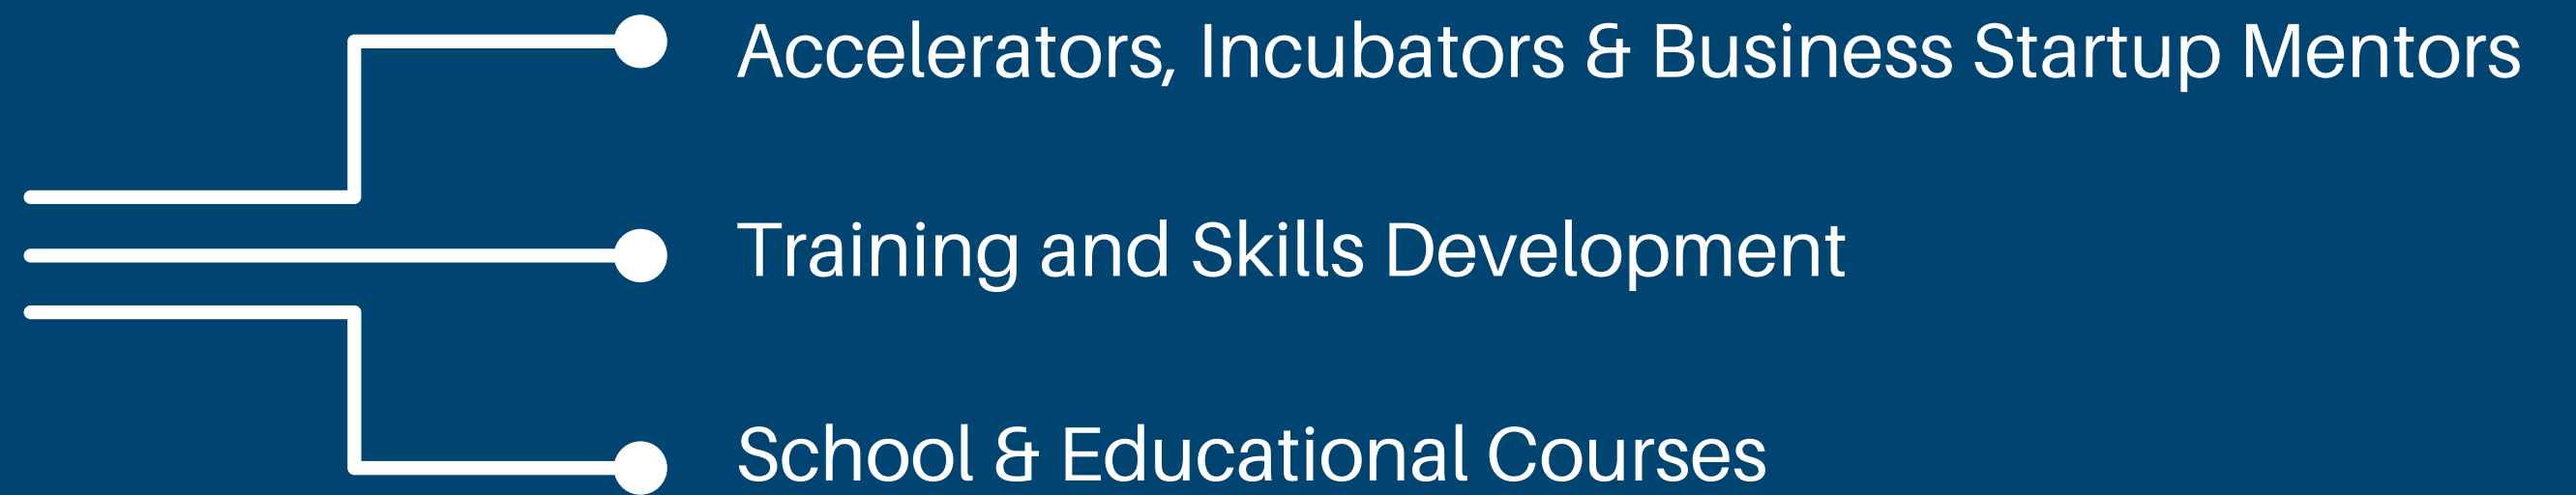 Accelerators, Incubators & Business Startup Mentors
Training and Skills Development
School & Educational Courses